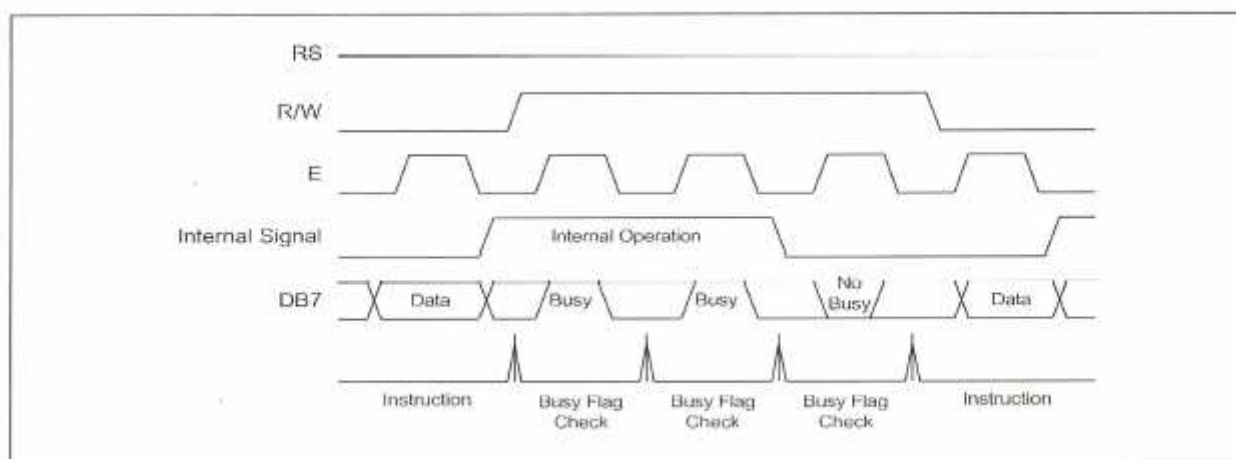 RS
R/W
E
Internal Signal
Internal Operation
DB7
Data
Busy
Busy
No
Busy
Data
Instruction
Busy Flag
Check
Busy Flag
Check
Busy Flag
Check
Instruction